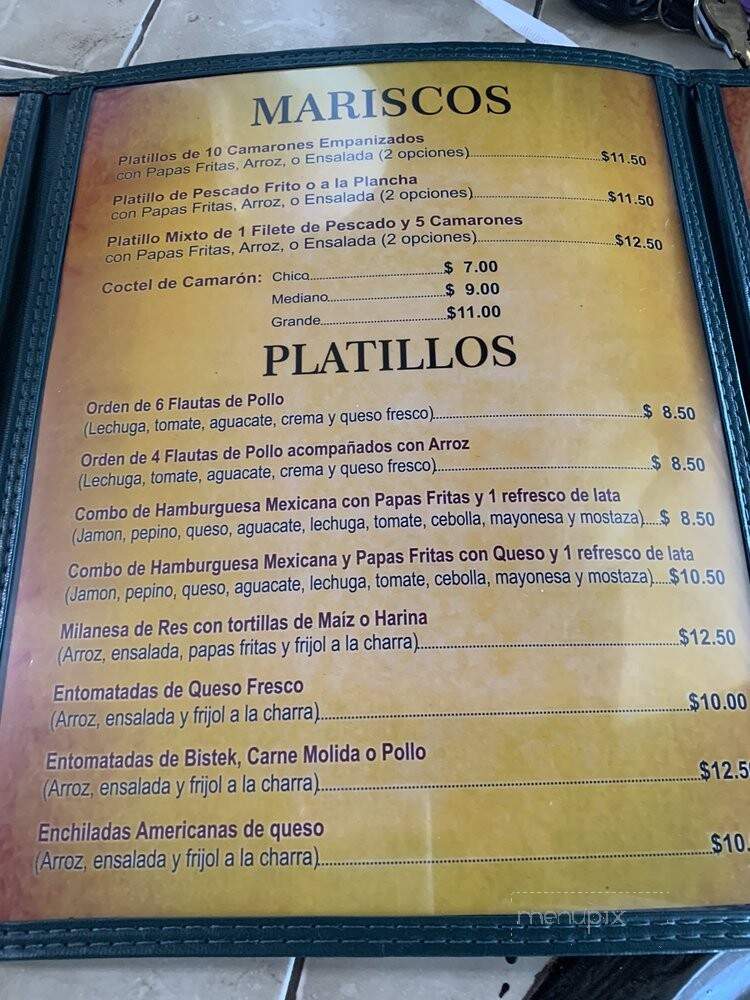 MARISCOS
Platillos de 10 Camarones Empanizados
con Papas Fritas, Arroz, o Ensalada (2 opciones) $11.50
Platillo de Pescado Frito o a la Plancha
con Papas Fritas, Arroz, o Ensalada (2 opciones) $11.50
Platillo Mixto de 1 Filete de Pescado y 5 Camarones
con Papas Fritas, Arroz, o Ensalada (2 opciones) $12.50
Coctel de Camarón: Chico $ 7.00
Mediano $ 9.00
Grande $11.00
PLATILLOS
Orden de 6 Flautas de Pollo
(Lechuga, tomate, aguacate, crema y queso fresco) $ 8.50
Orden de 4 Flautas de Pollo acompañados con Arroz
(Lechuga, tomate, aguacate, crema y queso fresco) $ 8.50
Combo de Hamburguesa Mexicana con Papas Fritas y 1 refresco de lata
(Jamon, pepino, queso, aguacate, lechuga, tomate, cebolla, mayonesa y mostaza) $ 8.50
Combo de Hamburguesa Mexicana y Papas Fritas con Queso y 1 refresco de lata
(Jamon, pepino, queso, aguacate, lechuga, tomate, cebolla, mayonesa y mostaza) $10.50
Milanesa de Res con tortillas de Maíz o Harina
(Arroz, ensalada, papas fritas y frijol a la charra) $12.50
Entomatadas de Queso Fresco
(Arroz, ensalada y frijol a la charra) $10.00
Entomatadas de Bistek, Carne Molida o Pollo
(Arroz, ensalada y frijol a la charra) $12.5
Enchiladas Americanas de queso
(Arroz, ensalada y frijol a la charra) $10.
menupix